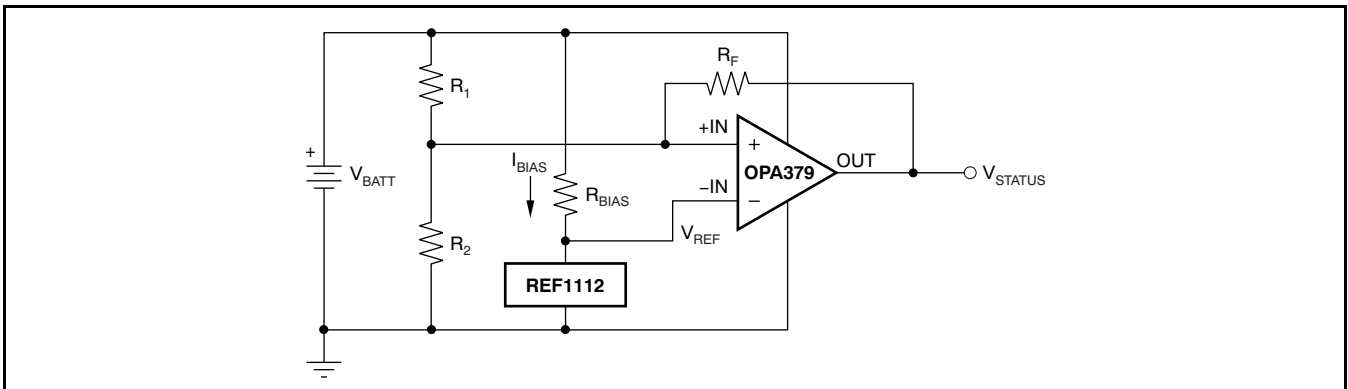 R_F
R_1
+IN
+
I_BIAS
OPA379
OUT
+
V_BATT
R_BIAS
−IN
−
V_STATUS
R_2
V_REF
REF1112